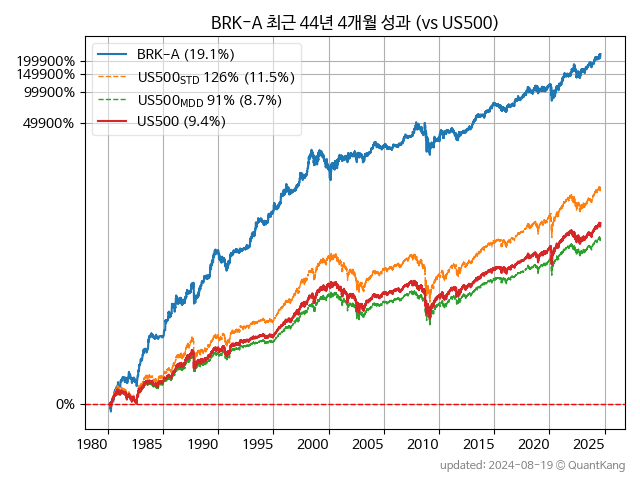 BRK-A 최근 44년 4개월 성과 (vs US500)
BRK-A (19.1%)
US500STD 126% (11.5%)
US500MDD 91% (8.7%)
US500 (9.4%)
199900%
149900%
99900%
49900%
0%
1980 1985 1990 1995 2000 2005 2010 2015 2020 2025
updated: 2024-08-19 © QuantKang